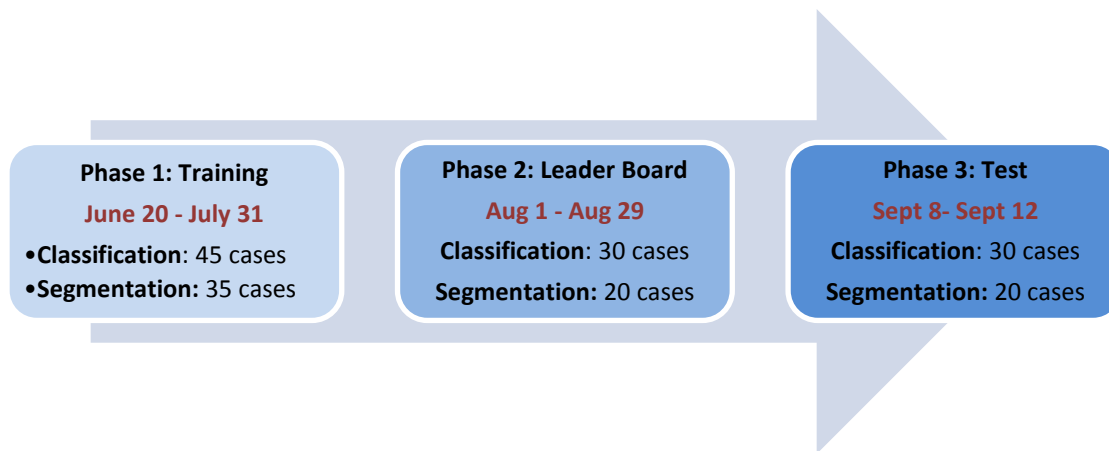 Phase 1: Training
June 20 - July 31
•Classification: 45 cases
•Segmentation: 35 cases
Phase 2: Leader Board
Aug 1 - Aug 29
Classification: 30 cases
Segmentation: 20 cases
Phase 3: Test
Sept 8- Sept 12
Classification: 30 cases
Segmentation: 20 cases